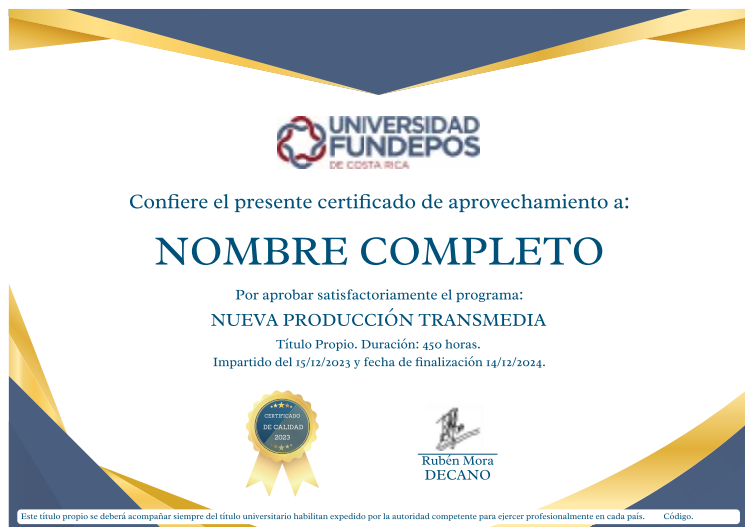 UNIVERSIDAD
FUNDEPOS
DE COSTA RICA
Confiere el presente certificado de aprovechamiento a:
NOMBRE COMPLETO
Por aprobar satisfactoriamente el programa:
NUEVA PRODUCCIÓN TRANSMEDIA
Título Propio. Duración: 450 horas.
Impartido del 15/12/2023 y fecha de finalización 14/12/2024.
CERTIFICADO
DE CALIDAD
2023
Rubén Mora
DECANO
Este título propio se deberá acompañar siempre del título universitario habilitan expedido por la autoridad competente para ejercer profesionalmente en cada país. Código.